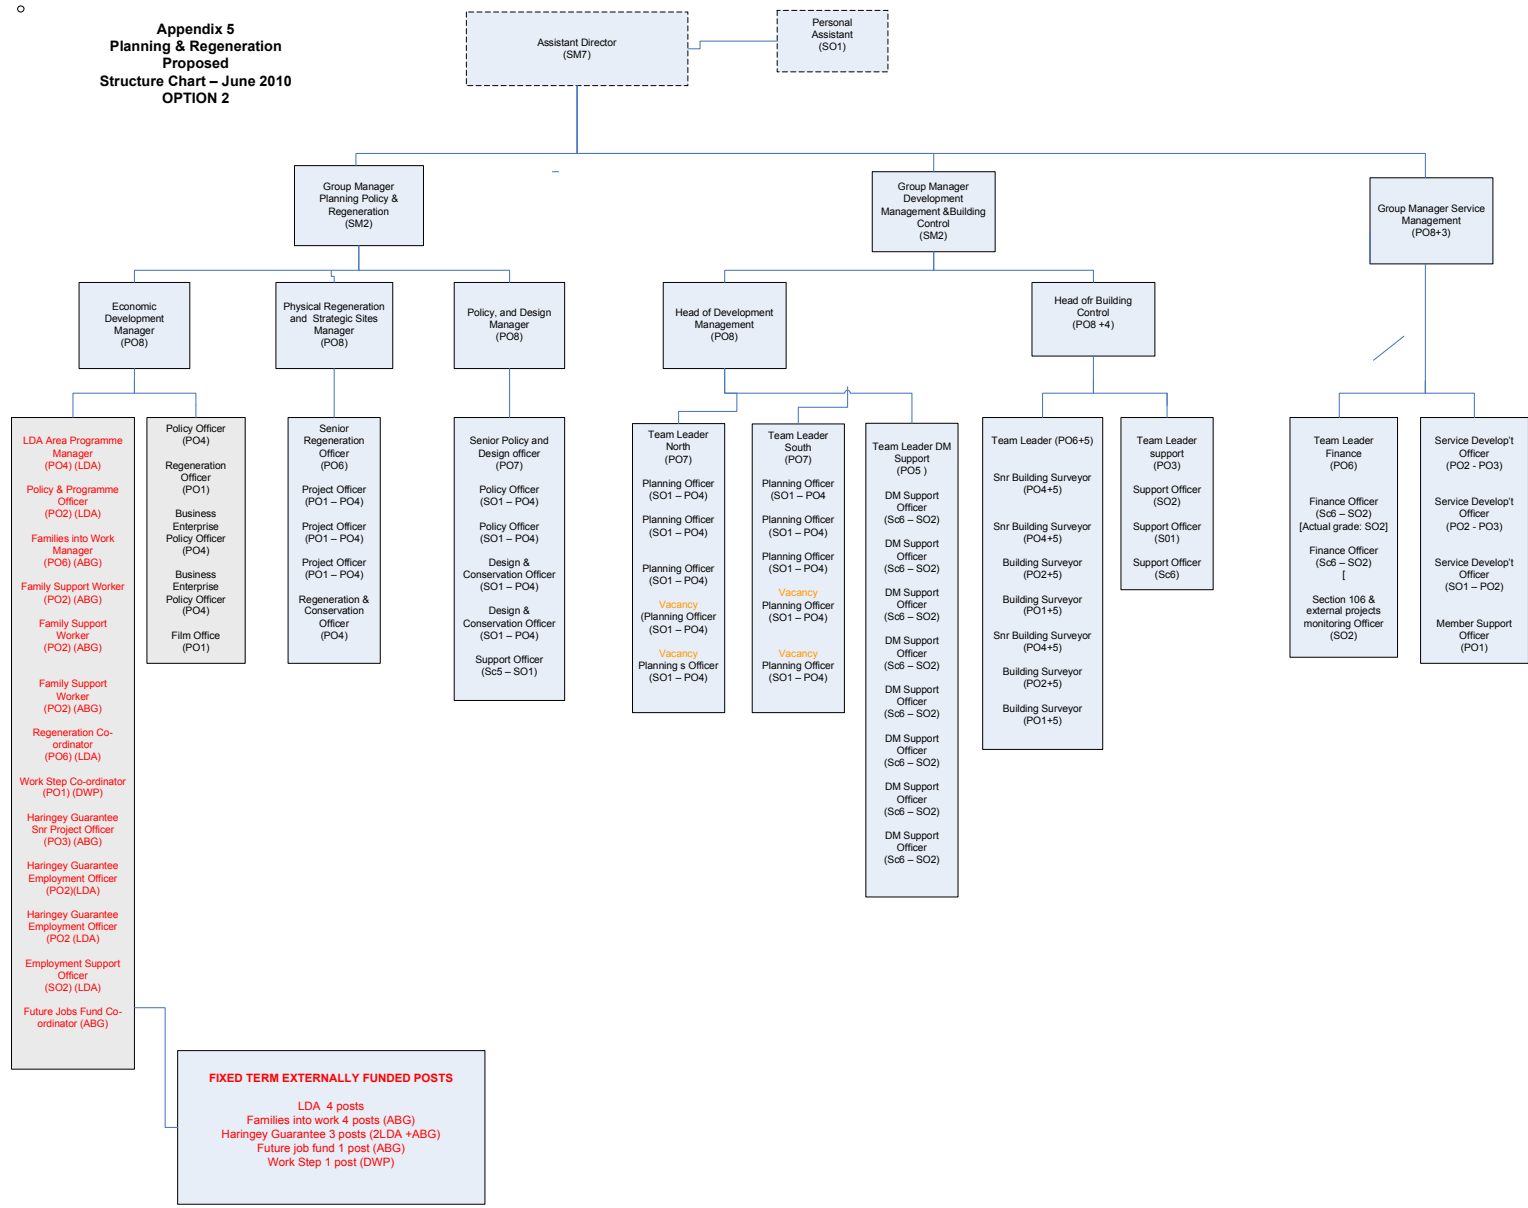 Appendix 5
Planning & Regeneration
Proposed
Structure Chart – June 2010
OPTION 2
Assistant Director
(SM7)
Personal
Assistant
(SO1)
Group Manager
Planning Policy &
Regeneration
(SM2)
Group Manager
Development
Management &Building
Control
(SM2)
Group Manager Service
Management
(PO8+3)
Economic
Development
Manager
(PO8)
Physical Regeneration
and Strategic Sites
Manager
(PO8)
Policy, and Design
Manager
(PO8)
Head of Development
Management
(PO8)
Head ofr Building
Control
(PO8 +4)
LDA Area Programme
Manager
(PO4) (LDA)
Policy & Programme
Officer
(PO2) (LDA)
Families into Work
Manager
(PO6) (ABG)
Family Support Worker
(PO2) (ABG)
Family Support
Worker
(PO2) (ABG)
Family Support
Worker
(PO2) (ABG)
Regeneration Co-
ordinator
(PO6) (LDA)
Work Step Co-ordinator
(PO1) (DWP)
Haringey Guarantee
Snr Project Officer
(PO3) (ABG)
Haringey Guarantee
Employment Officer
(PO2)(LDA)
Haringey Guarantee
Employment Officer
(PO2 (LDA)
Employment Support
Officer
(SO2) (LDA)
Future Jobs Fund Co-
ordinator (ABG)
Policy Officer
(PO4)
Regeneration
Officer
(PO1)
Business
Enterprise
Policy Officer
(PO4)
Business
Enterprise
Policy Officer
(PO4)
Film Office
(PO1)
Senior
Regeneration
Officer
(PO6)
Project Officer
(PO1 – PO4)
Project Officer
(PO1 – PO4)
Project Officer
(PO1 – PO4)
Regeneration &
Conservation
Officer
(PO4)
Senior Policy and
Design officer
(PO7)
Policy Officer
(SO1 – PO4)
Policy Officer
(SO1 – PO4)
Design &
Conservation Officer
(SO1 – PO4)
Design &
Conservation Officer
(SO1 – PO4)
Support Officer
(Sc5 – SO1)
Team Leader
North
(PO7)
Planning Officer
(SO1 – PO4)
Planning Officer
(SO1 – PO4)
Planning Officer
(SO1 – PO4)
Vacancy
(Planning Officer
(SO1 – PO4)
Vacancy
Planning s Officer
(SO1 – PO4)
Team Leader
South
(PO7)
Planning Officer
(SO1 – PO4
Planning Officer
(SO1 – PO4)
Planning Officer
(SO1 – PO4)
Vacancy
Planning Officer
(SO1 – PO4)
Vacancy
Planning Officer
(SO1 – PO4)
Team Leader DM
Support
(PO5 )
DM Support
Officer
(Sc6 – SO2)
DM Support
Officer
(Sc6 – SO2)
DM Support
Officer
(Sc6 – SO2)
DM Support
Officer
(Sc6 – SO2)
DM Support
Officer
(Sc6 – SO2)
DM Support
Officer
(Sc6 – SO2)
DM Support
Officer
(Sc6 – SO2)
DM Support
Officer
(Sc6 – SO2)
Team Leader (PO6+5)
Snr Building Surveyor
(PO4+5)
Snr Building Surveyor
(PO4+5)
Building Surveyor
(PO2+5)
Building Surveyor
(PO1+5)
Snr Building Surveyor
(PO4+5)
Building Surveyor
(PO2+5)
Building Surveyor
(PO1+5)
Team Leader
support
(PO3)
Support Officer
(SO2)
Support Officer
(S01)
Support Officer
(Sc6)
Team Leader
Finance
(PO6)
Finance Officer
(Sc6 – SO2)
[Actual grade: SO2]
Finance Officer
(Sc6 – SO2)
[
Section 106 &
external projects
monitoring Officer
(SO2)
Service Develop't
Officer
(PO2 - PO3)
Service Develop't
Officer
(PO2 - PO3)
Service Develop't
Officer
(SO1 – PO2)
Member Support
Officer
(PO1)
FIXED TERM EXTERNALLY FUNDED POSTS
LDA 4 posts
Families into work 4 posts (ABG)
Haringey Guarantee 3 posts (2LDA +ABG)
Future job fund 1 post (ABG)
Work Step 1 post (DWP)